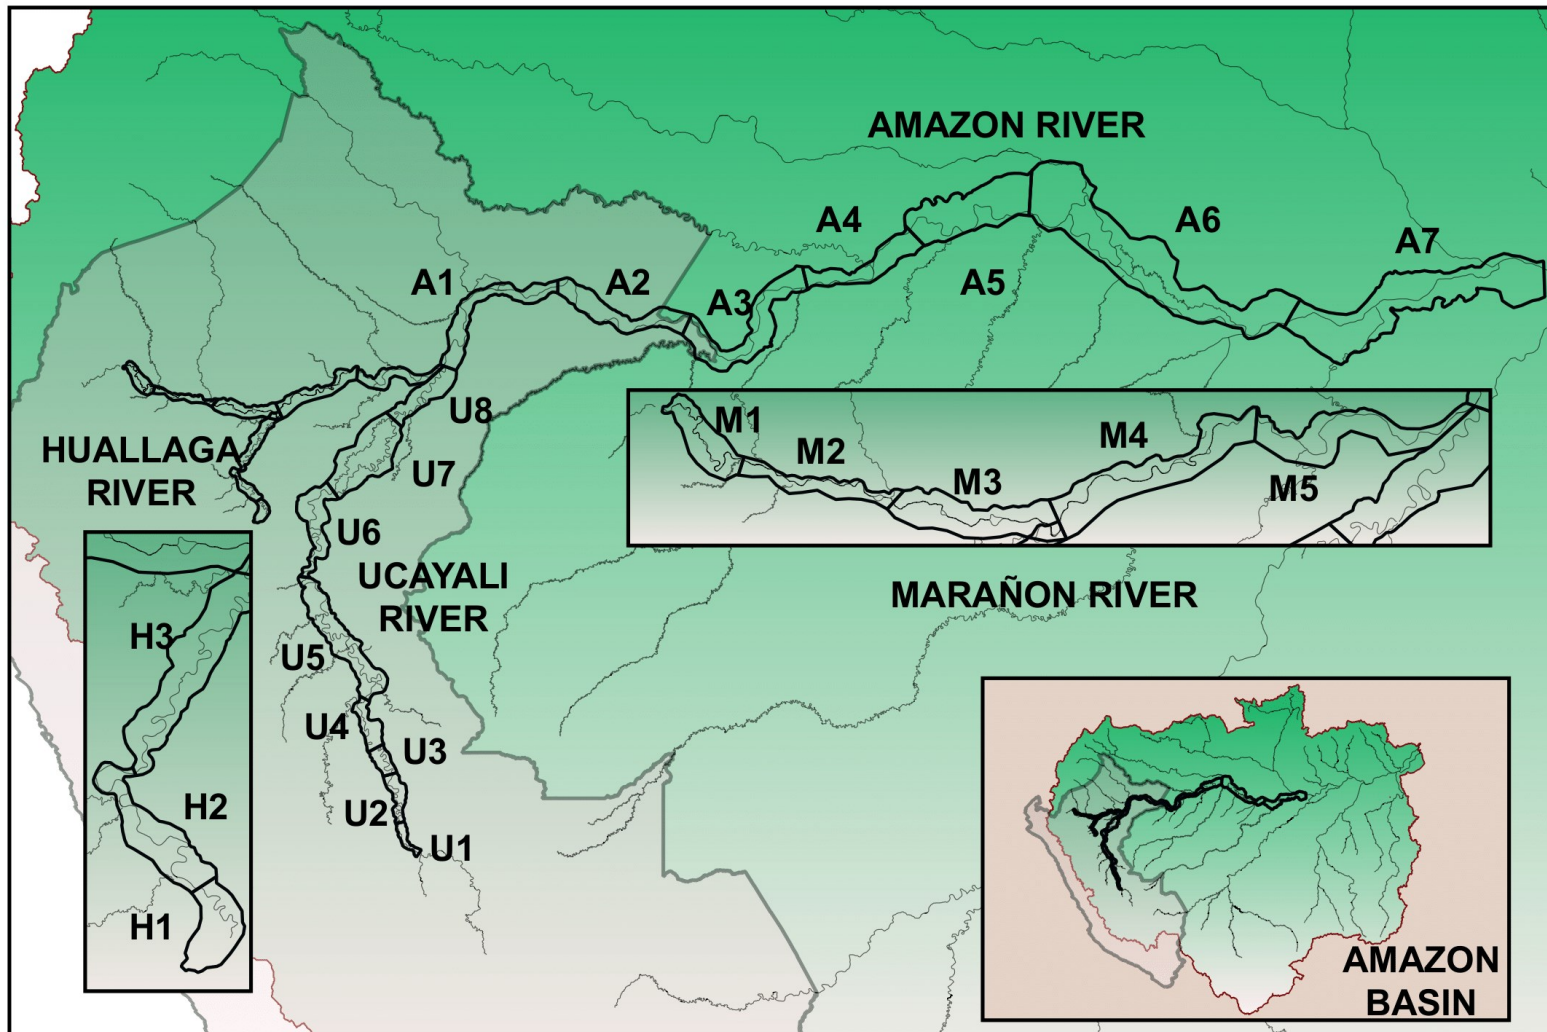 AMAZON RIVER
A4
A6
A7
A1
A2
A3
A5
U8
HUALLAGA
RIVER
U7
M1
M2
M3
M4
M5
U6
UCAYALI
RIVER
MARAÑON RIVER
H3
U5
U4
U3
H2
U2
U1
H1
AMAZON
BASIN